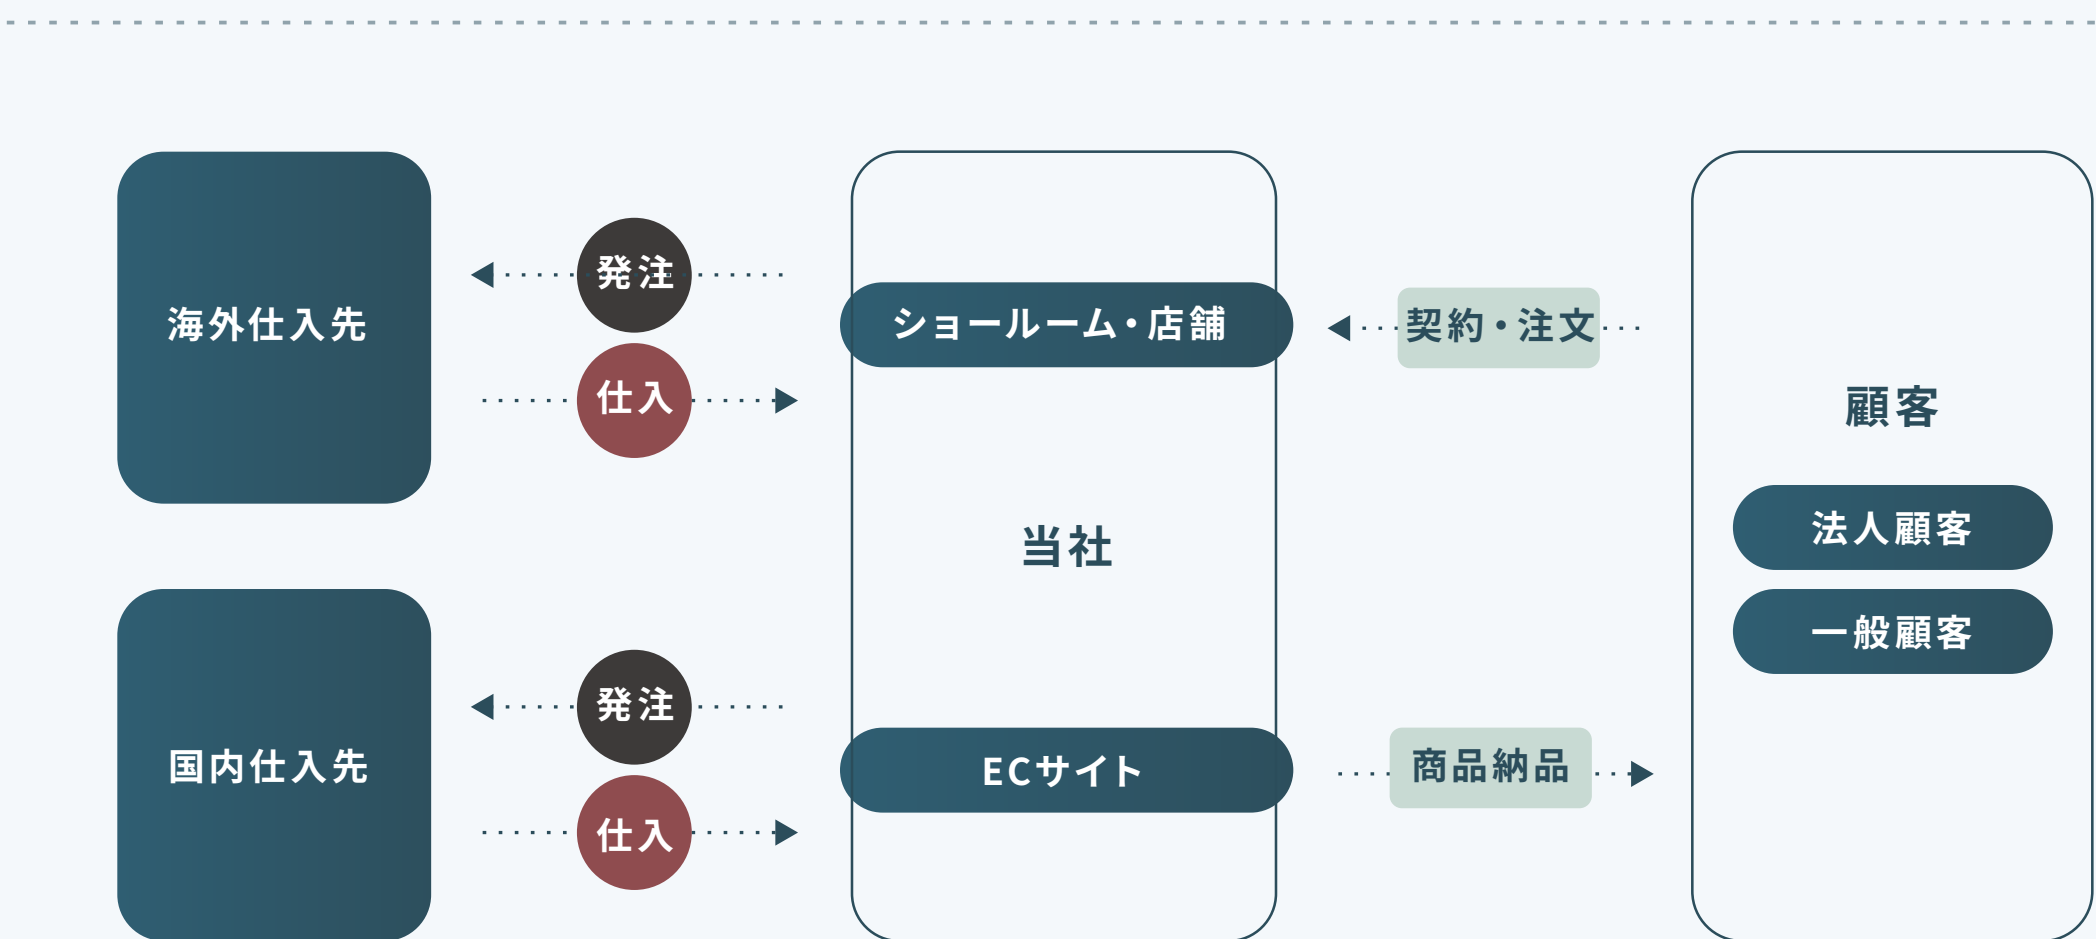 海外仕入先
発注
仕入
国内仕入先
発注
仕入
ショールーム・店舗
当社
ECサイト
契約・注文
商品納品
顧客
法人顧客
一般顧客